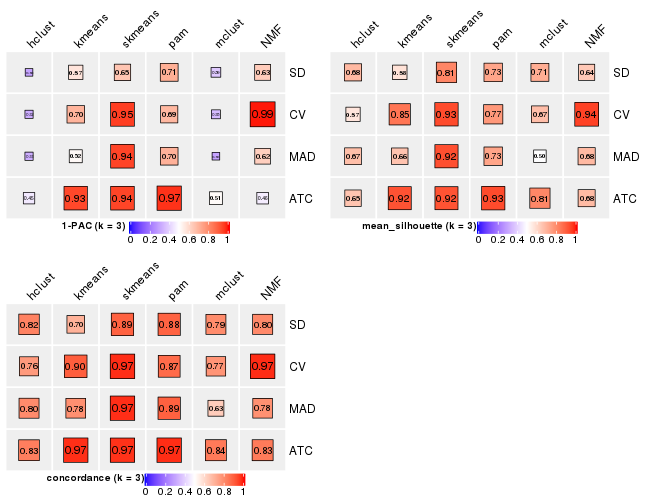 hclust kmeans skmeans pam mclust NMF
0.57 0.65 0.71 0.63 SD
0.70 0.95 0.69 0.99 CV
0.52 0.94 0.70 0.62 MAD
0.45 0.93 0.94 0.97 0.51 0.46 ATC
1-PAC (k = 3)
0 0.2 0.4 0.6 0.8 1
hclust kmeans skmeans pam mclust NMF
0.68 0.56 0.81 0.73 0.71 0.64 SD
0.57 0.85 0.93 0.77 0.67 0.94 CV
0.67 0.66 0.92 0.73 0.50 0.68 MAD
0.65 0.92 0.92 0.93 0.81 0.68 ATC
mean_silhouette (k = 3)
0 0.2 0.4 0.6 0.8 1
hclust kmeans skmeans pam mclust NMF
0.82 0.70 0.89 0.88 0.79 0.80 SD
0.76 0.90 0.97 0.87 0.77 0.97 CV
0.80 0.78 0.97 0.89 0.63 0.78 MAD
0.83 0.97 0.97 0.97 0.84 0.83 ATC
concordance (k = 3)
0 0.2 0.4 0.6 0.8 1